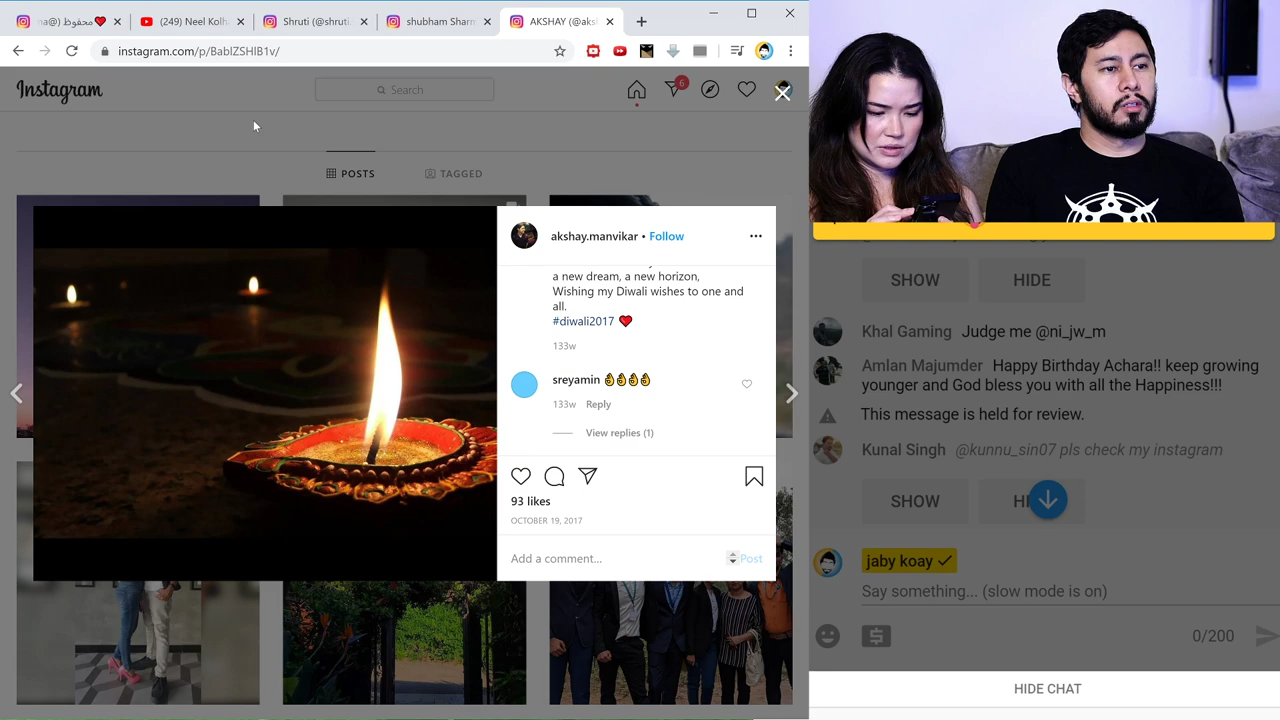 محفوظ❤ (@na
(249) Neel Kolh
Shruti (@shruti.
shubham Sharm
AKSHAY (@aks
instagram.com/p/BabIZSHlB1v/
Instagram
Search
6
POSTS
TAGGED
akshay.manvikar • Follow
a new dream, a new horizon,
Wishing my Diwali wishes to one and
all.
#diwali2017 ❤
133w
sreyamin 👌👌👌👌
133w Reply
View replies (1)
93 likes
OCTOBER 19, 2017
Add a comment...
Post
SHOW
HIDE
Khal Gaming Judge me @ni_jw_m
Amlan Majumder Happy Birthday Achara!! keep growing
younger and God bless you with all the Happiness!!!
This message is held for review.
Kunal Singh @kunnu_sin07 pls check my instagram
SHOW
HI
jaby koay ✓
Say something... (slow mode is on)
0/200
HIDE CHAT